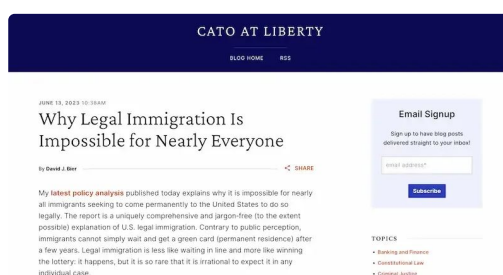 CATO AT LIBERTY
BLOG HOME RSS
JUNE 13, 2023 10:38AM
Why Legal Immigration Is
Impossible for Nearly Everyone
By David J. Bier
SHARE
My latest policy analysis published today explains why it is impossible for nearly
all immigrants seeking to come permanently to the United States to do so
legally. The report is a uniquely comprehensive and jargon-free (to the extent
possible) explanation of U.S. legal immigration. Contrary to public perception,
immigrants cannot simply wait and get a green card (permanent residence) after
a few years. Legal immigration is less like waiting in line and more like winning
the lottery: it happens, but it is so rare that it is irrational to expect it in any
individual case
Email Signup
Sign up to have blog posts
delivered straight to your inbox!
email address*
Subscribe
TOPICS
Banking and Finance
Constitutional Law
Criminal Justice